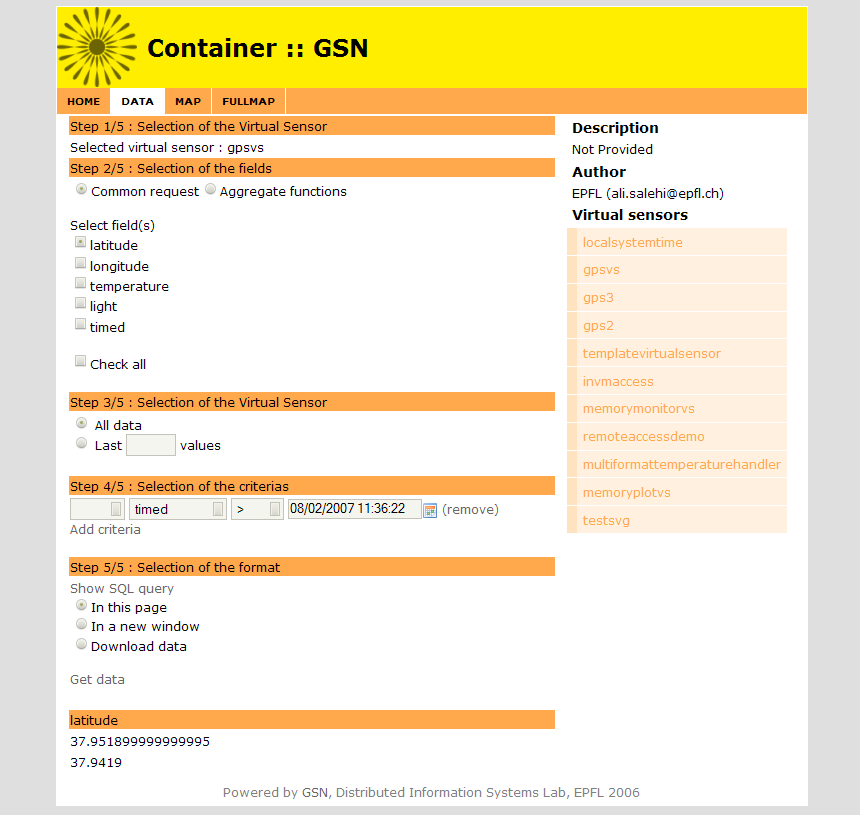 Container :: GSN
HOME DATA MAP FULLMAP
Step 1/5 : Selection of the Virtual Sensor
Selected virtual sensor : gpsvs
Step 2/5 : Selection of the fields
Common request Aggregate functions
Select field(s)
latitude
longitude
temperature
light
timed
Check all
Step 3/5 : Selection of the Virtual Sensor
All data
Last values
Step 4/5 : Selection of the criterias
timed > 08/02/2007 11:36:22 (remove)
Add criteria
Step 5/5 : Selection of the format
Show SQL query
In this page
In a new window
Download data
Get data
latitude
37.951899999999995
37.9419
Description
Not Provided
Author
EPFL (ali.salehi@epfl.ch)
Virtual sensors
localsystemtime
gpsvs
gps3
gps2
templatevirtualsensor
invmaccess
memorymonitorvs
remoteaccessdemo
multiformattemperaturehandler
memoryplotvs
testsvg
Powered by GSN, Distributed Information Systems Lab, EPFL 2006